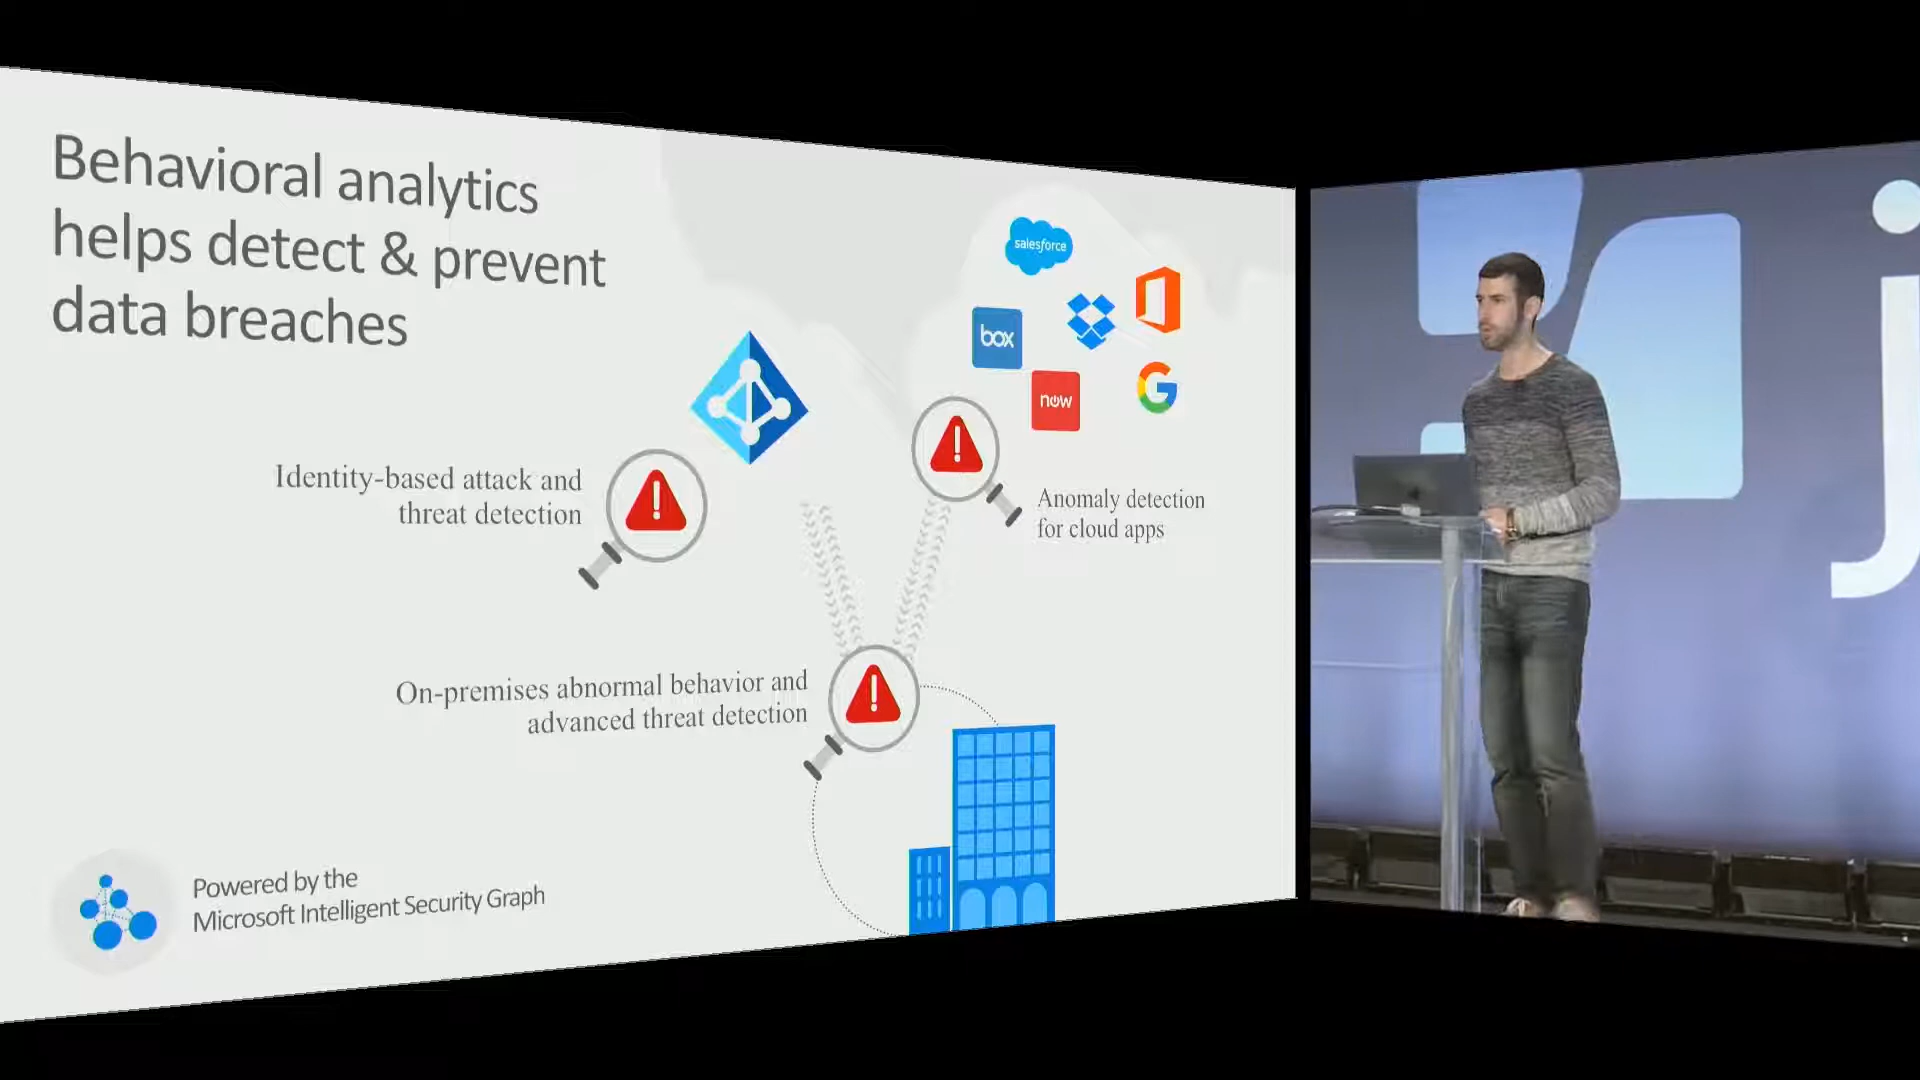 Behavioral analytics
helps detect & prevent
data breaches
salesforce
box
now
Identity-based attack and
threat detection
Anomaly detection
for cloud apps
On-premises abnormal behavior and
advanced threat detection
Powered by the
Microsoft Intelligent Security Graph
j